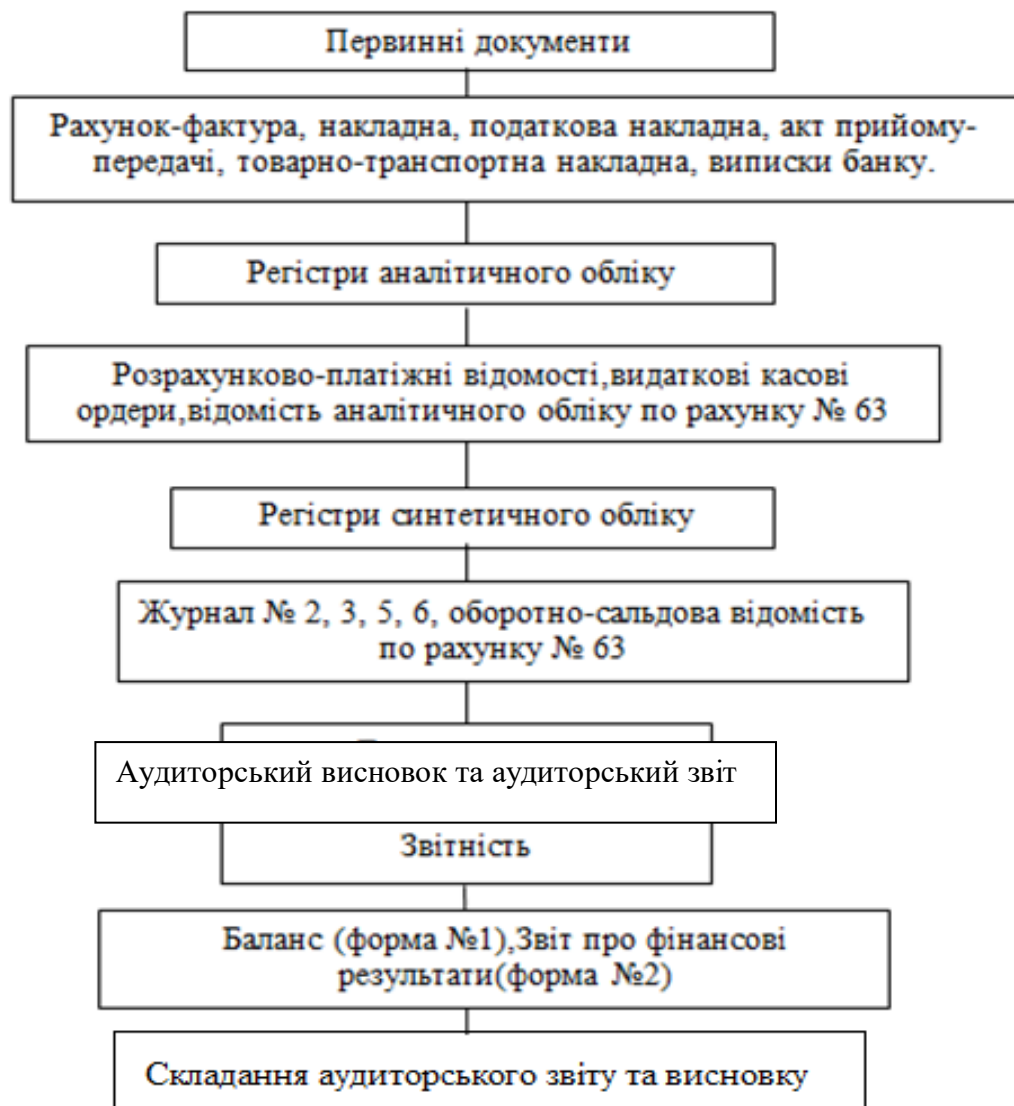 Первинні документи
Рахунок-фактура, накладна, податкова накладна, акт прийому-
передачі, товарно-транспортна накладна, виписки банку.
Регістри аналітичного обліку
Розрахунково-платіжні відомості,видаткові касові
ордери,відомість аналітичного обліку по рахунку № 63
Регістри синтетичного обліку
Журнал № 2, 3, 5, 6, оборотно-сальдова відомість
по рахунку № 63
Аудиторський висновок та аудиторський звіт
Звітність
Баланс (форма №1),Звіт про фінансові
результати(форма №2)
Складання аудиторського звіту та висновку